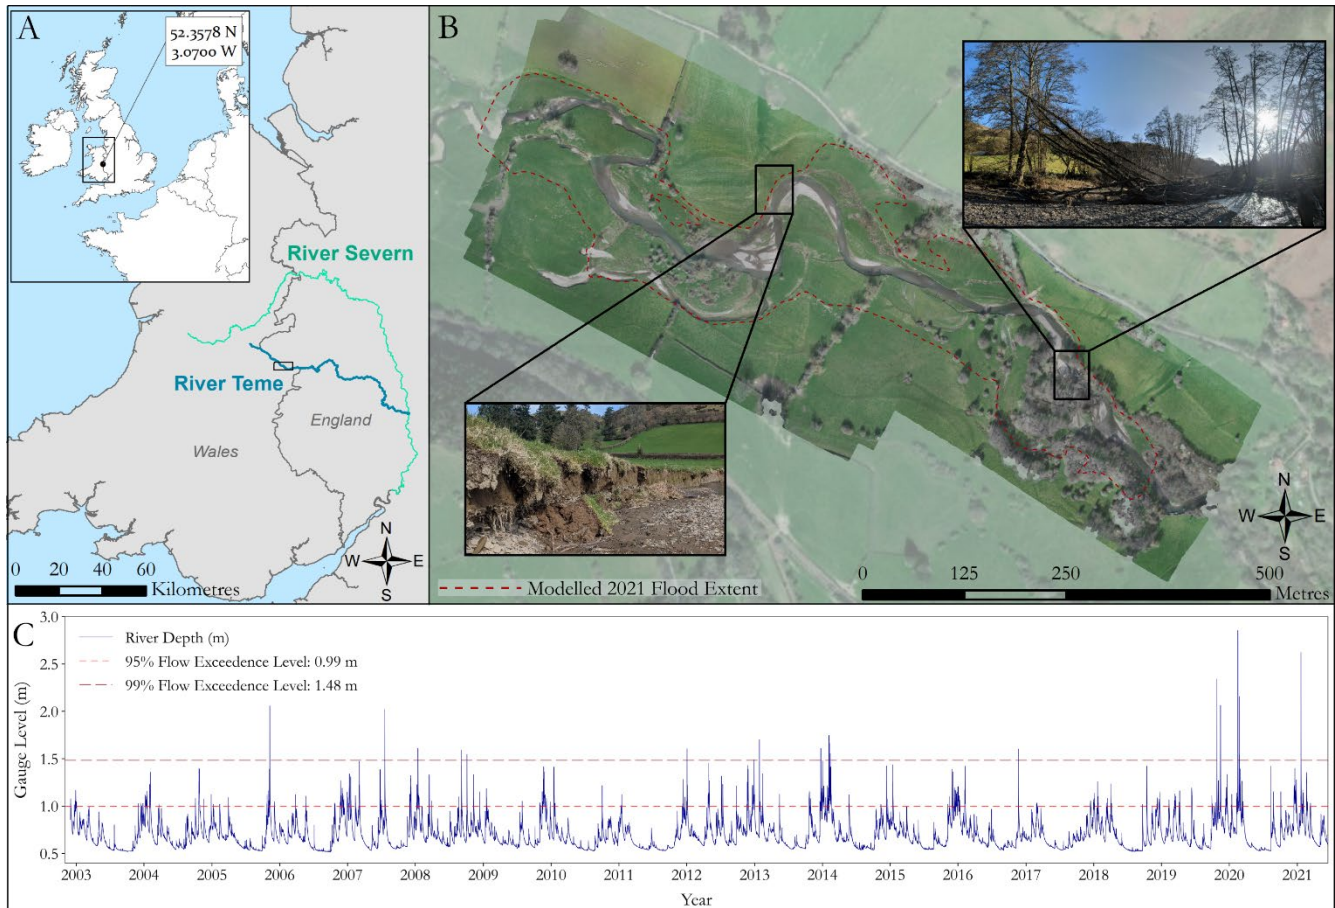 A
52.3578 N
3.0700 W
River Severn
River Teme
England
Wales
N
W
E
S
0
20
40
60
Kilometres
B
N
W
E
S
Modelled 2021 Flood Extent
0
125
250
500
Metres
C
River Depth (m)
95% Flow Exceedence Level: 0.99 m
99% Flow Exceedence Level: 1.48 m
Gauge Level (m)
3.0
2.5
2.0
1.5
1.0
0.5
2003 2004 2005 2006 2007 2008 2009 2010 2011 2012 2013 2014 2015 2016 2017 2018 2019 2020 2021
Year